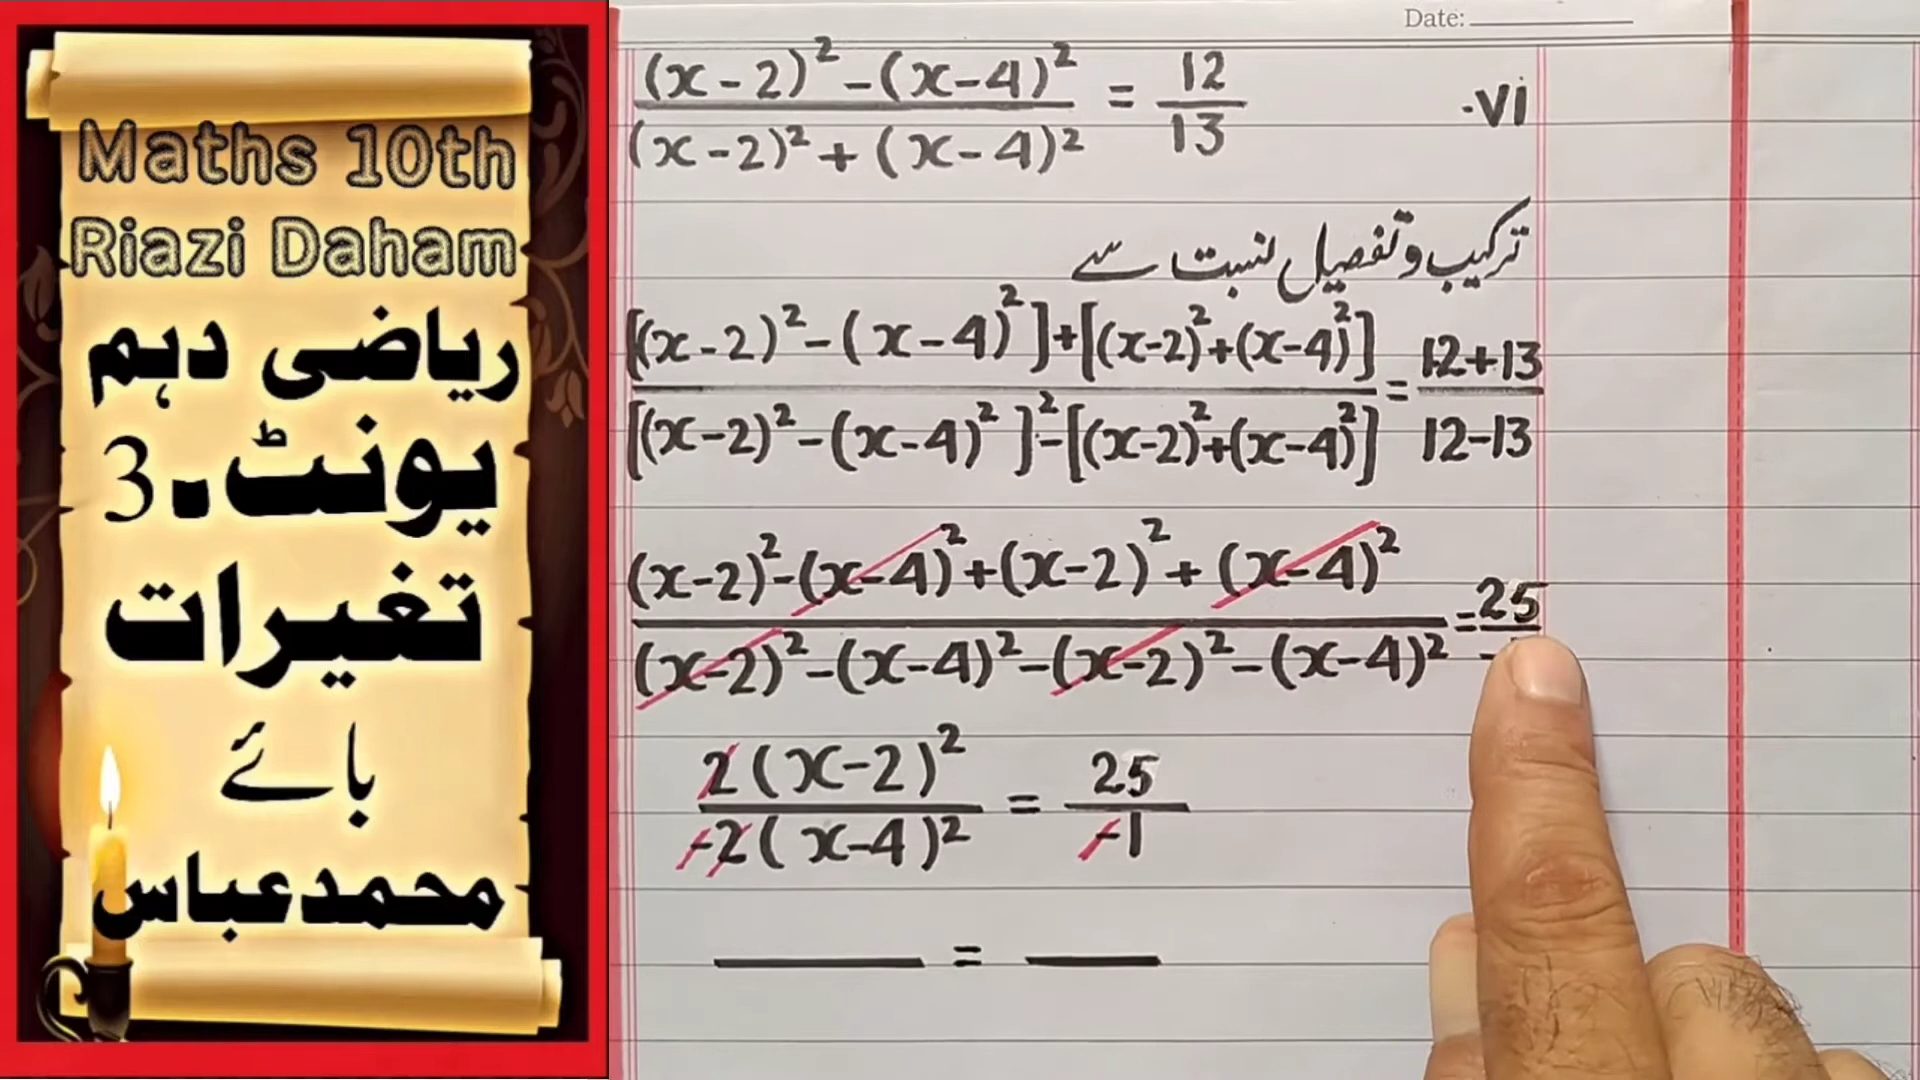 Maths 10th
Riazi Daham
ریاضی دہم
یونٹ.3
تغیرات
بائے
محمدعباس
Date:
(x-2)² - (x-4)² / (x-2)² + (x-4)² = 12/13 -vi
ترکیب و تفصیل نسبت سے
[(x-2)² - (x-4)²] + [(x-2)² + (x-4)²] / [(x-2)² - (x-4)²]² - [(x-2)² + (x-4)²] = 12+13 / 12-13
(x-2)² - (x-4)² + (x-2)² + (x-4)² / (x-2)² - (x-4)² - (x-2)² - (x-4)² = 25 / -
2(x-2)² / -2(x-4)² = 25 / -1
=